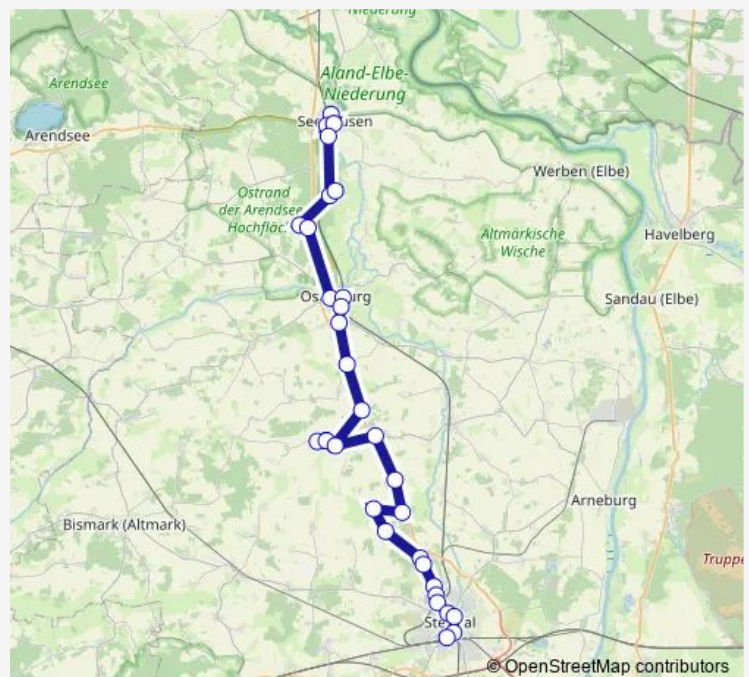 Niederung
Arendsee
Aland-Elbe-
Niederung
Arendsee
Werben (Elbe)
Ostrand
der Arendsee
Altmärkische
Wische
Havelberg
Sandau (Elbe)
Arneburg
Bismark (Altmark)
© OpenStreetMap contributors